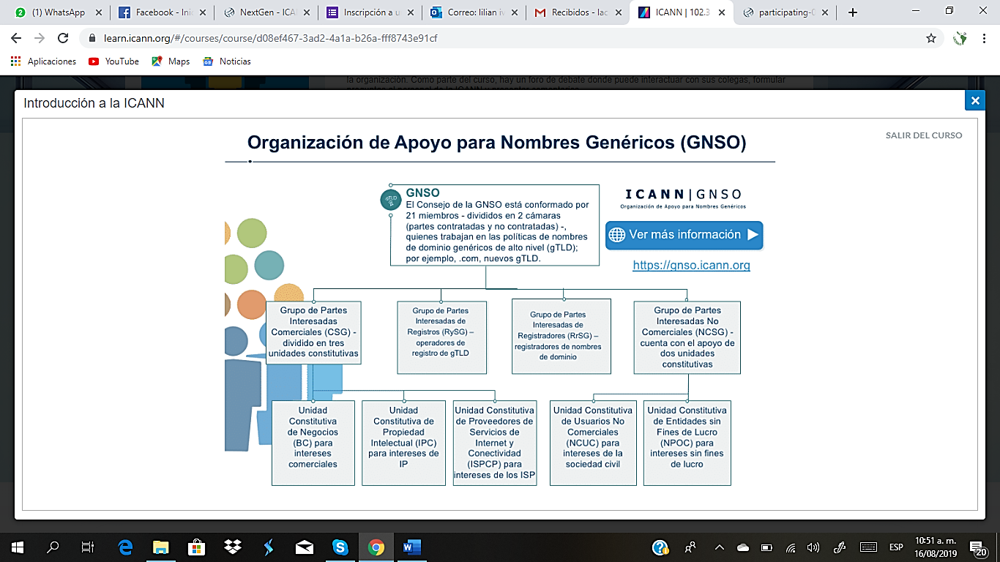 (1) WhatsApp
Facebook - Inic
NextGen - ICA
Inscripción a u
Correo: lilian iv
Recibidos - lac
ICANN | 102.3
participating-0
learn.icann.org/#/courses/course/d08ef467-3ad2-4a1a-b26a-fff8743e91cf
Aplicaciones
YouTube
Maps
Noticias
la organización. Como parte del curso, hay un foro de debate donde puede interactuar con sus colegas, formular
Introducción a la ICANN
SALIR DEL CURSO
Organización de Apoyo para Nombres Genéricos (GNSO)
gTLD
GNSO
El Consejo de la GNSO está conformado por
21 miembros - divididos en 2 cámaras
(partes contratadas y no contratadas) -,
quienes trabajan en las políticas de nombres
de dominio genéricos de alto nivel (gTLD);
por ejemplo, .com, nuevos gTLD.
ICANN|GNSO
Organización de Apoyo para Nombres Genéricos
Ver más información
https://gnso.icann.org
Grupo de Partes
Interesadas
Comerciales (CSG) -
dividido en tres
unidades constitutivas
Grupo de Partes
Interesadas de
Registros (RySG) –
operadores de
registro de gTLD
Grupo de Partes
Interesadas de
Registradores (RrSG) –
registradores de nombres
de dominio
Grupo de Partes
Interesadas No
Comerciales (NCSG) -
cuenta con el apoyo de
dos unidades
constitutivas
Unidad
Constitutiva
de Negocios
(BC) para
intereses
comerciales
Unidad
Constitutiva de
Propiedad
Intelectual (IPC)
para intereses de
IP
Unidad Constitutiva
de Proveedores de
Servicios de
Internet y
Conectividad
(ISPCP) para
intereses de los ISP
Unidad Constitutiva
de Usuarios No
Comerciales
(NCUC) para
intereses de la
sociedad civil
Unidad Constitutiva
de Entidades sin
Fines de Lucro
(NPOC) para
intereses sin fines
de lucro
ESP
10:51 a. m.
16/08/2019
20